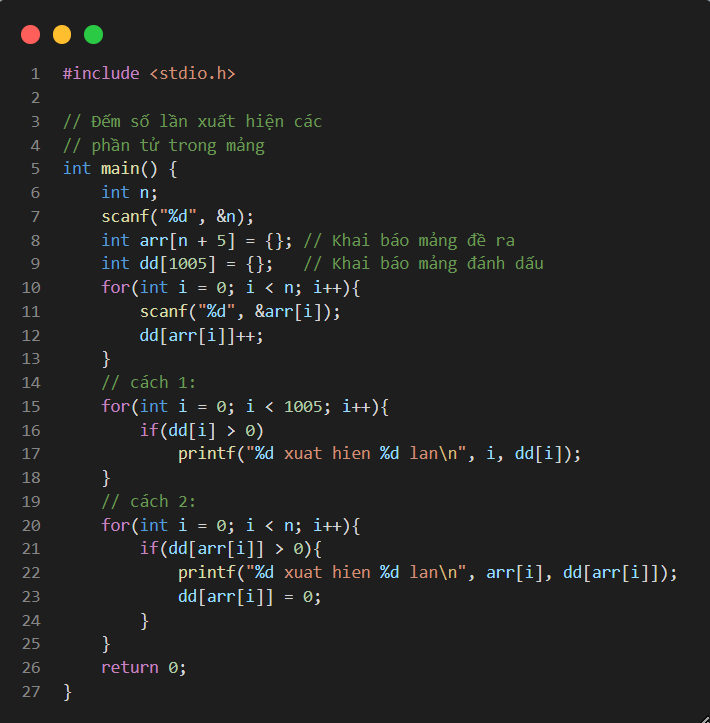 1 #include <stdio.h>
2
3 // Đếm số lần xuất hiện các
4 // phần tử trong mảng
5 int main() {
6     int n;
7     scanf("%d", &n);
8     int arr[n + 5] = {}; // Khai báo mảng đề ra
9     int dd[1005] = {};   // Khai báo mảng đánh dấu
10     for(int i = 0; i < n; i++){
11         scanf("%d", &arr[i]);
12         dd[arr[i]]++;
13     }
14     // cách 1:
15     for(int i = 0; i < 1005; i++){
16         if(dd[i] > 0)
17             printf("%d xuat hien %d lan\n", i, dd[i]);
18     }
19     // cách 2:
20     for(int i = 0; i < n; i++){
21         if(dd[arr[i]] > 0){
22             printf("%d xuat hien %d lan\n", arr[i], dd[arr[i]]);
23             dd[arr[i]] = 0;
24         }
25     }
26     return 0;
27 }